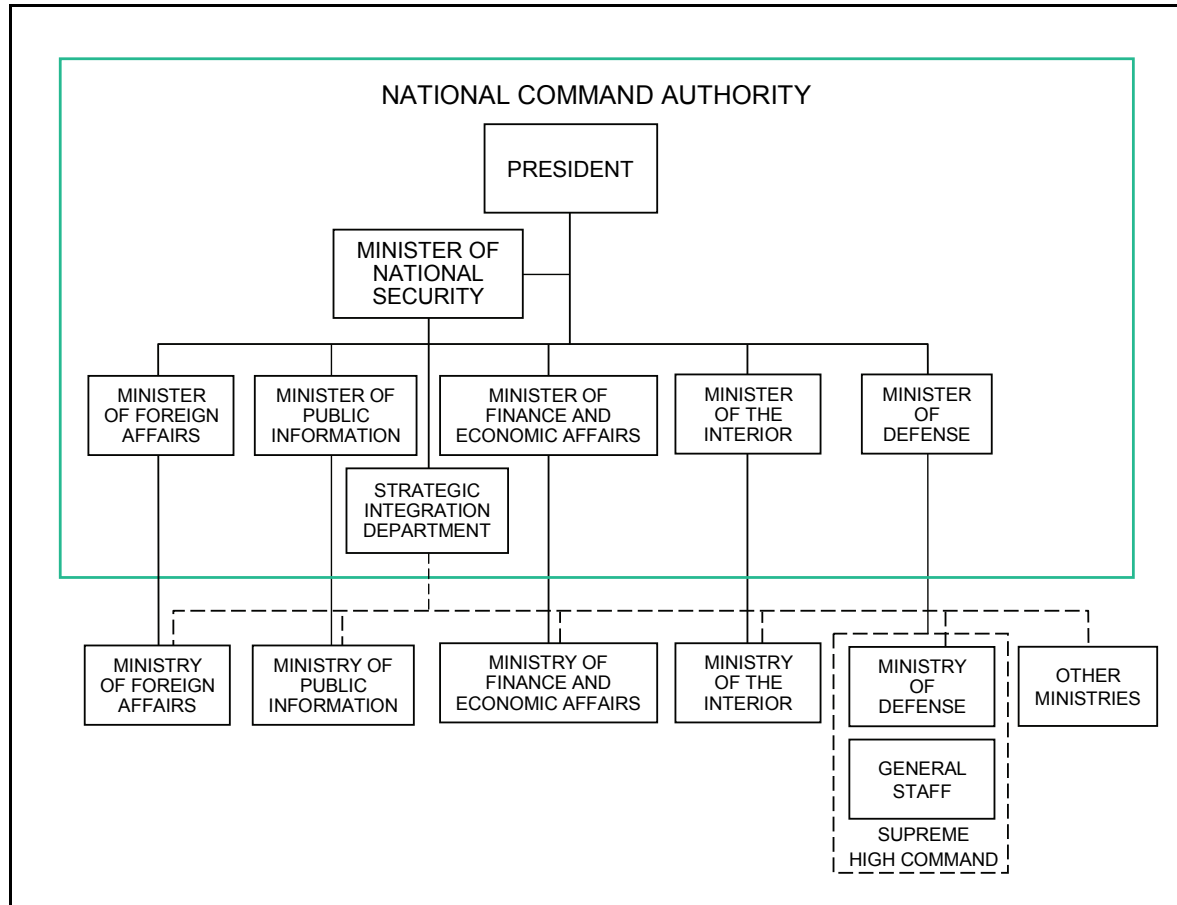 NATIONAL COMMAND AUTHORITY
PRESIDENT
MINISTER OF
NATIONAL
SECURITY
MINISTER
OF FOREIGN
AFFAIRS
MINISTER OF
PUBLIC
INFORMATION
MINISTER OF
FINANCE AND
ECONOMIC AFFAIRS
MINISTER
OF THE
INTERIOR
MINISTER
OF
DEFENSE
STRATEGIC
INTEGRATION
DEPARTMENT
MINISTRY
OF FOREIGN
AFFAIRS
MINISTRY OF
PUBLIC
INFORMATION
MINISTRY OF
FINANCE AND
ECONOMIC AFFAIRS
MINISTRY
OF THE
INTERIOR
MINISTRY
OF
DEFENSE
OTHER
MINISTRIES
GENERAL
STAFF
SUPREME
HIGH COMMAND